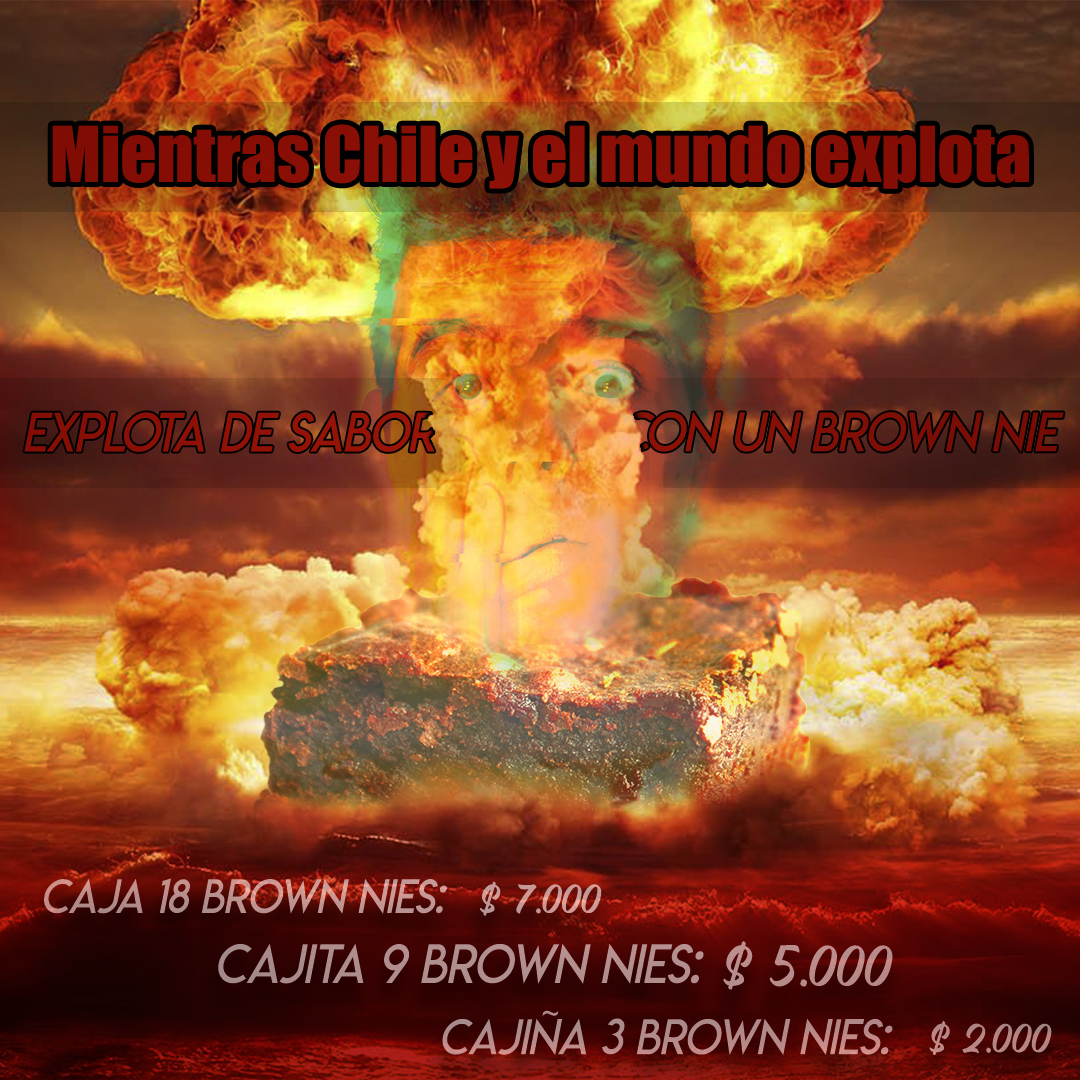 Mientras Chile y el mundo explota
EXPLOTA DE SABOR CON UN BROWN NIE
CAJA 18 BROWN NIES: $ 7.000
CAJITA 9 BROWN NIES: $ 5.000
CAJIÑA 3 BROWN NIES: $ 2.000